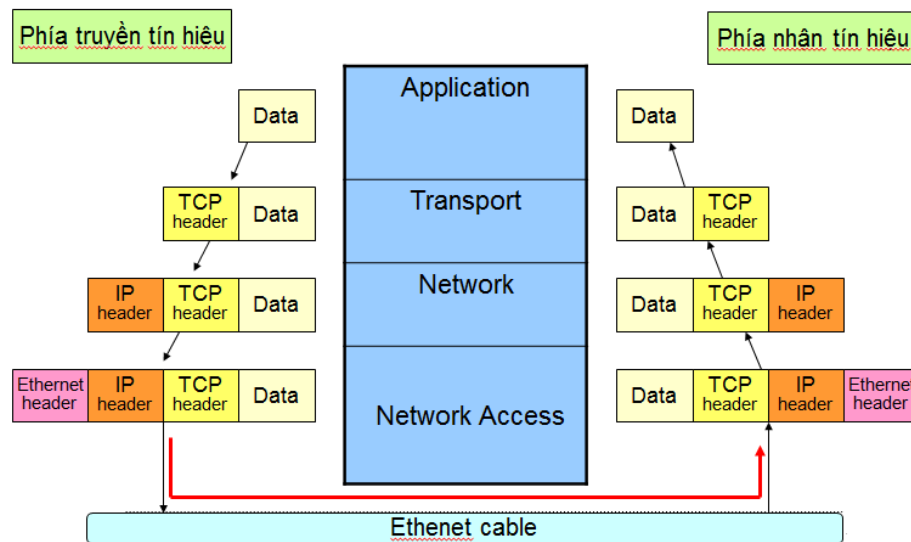 Phía truyền tín hiệu
Phía nhân tín hiệu
Application
Data
Data
Transport
TCP
header
Data
Data
TCP
header
Network
IP
header
TCP
header
Data
Data
TCP
header
IP
header
Network Access
Ethernet
header
IP
header
TCP
header
Data
Data
TCP
header
IP
header
Ethernet
header
Ethenet cable